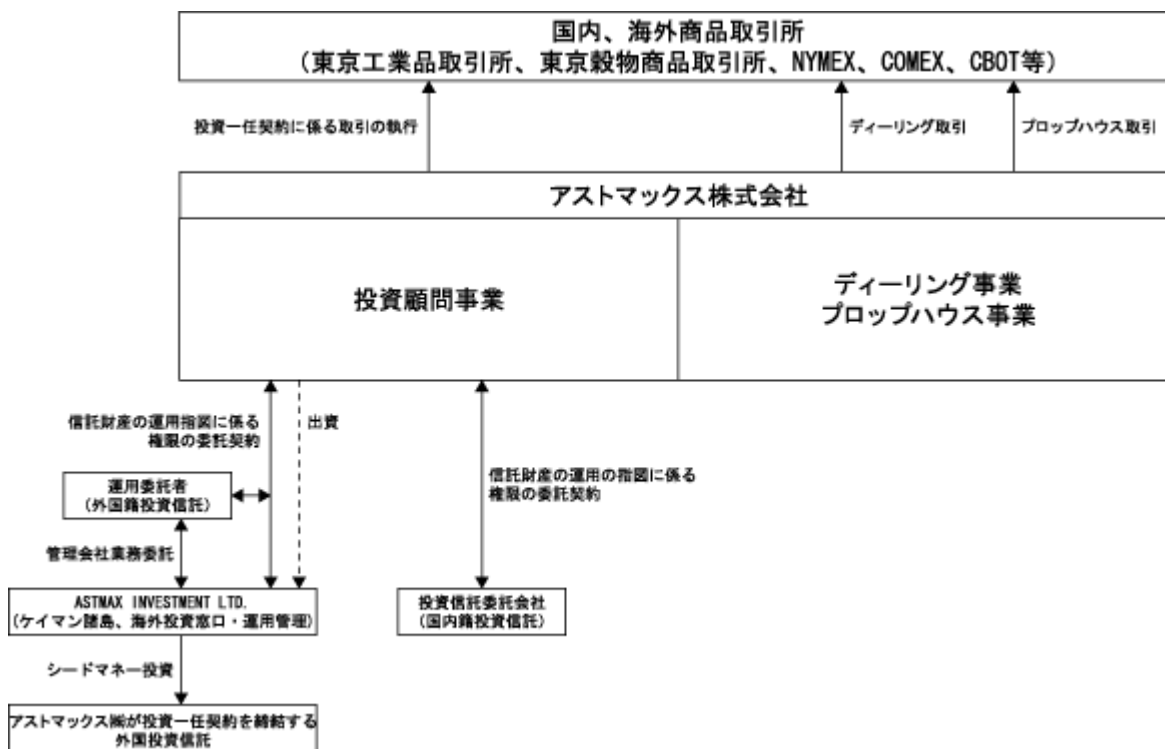 国内、海外商品取引所
（東京工業品取引所、東京穀物商品取引所、NYMEX、COMEX、CBOT等）
投資一任契約に係る取引の執行
ディーリング取引
プロップハウス取引
アストマックス株式会社
投資顧問事業
ディーリング事業
プロップハウス事業
信託財産の運用指図に係る
権限の委託契約
出資
運用委託者
（外国籍投資信託）
信託財産の運用の指図に係る
権限の委託契約
管理会社業務委託
ASTMAX INVESTMENT LTD.
（ケイマン諸島、海外投資窓口・運用管理）
投資信託委託会社
（国内籍投資信託）
シードマネー投資
アストマックス㈱が投資一任契約を締結する
外国投資信託